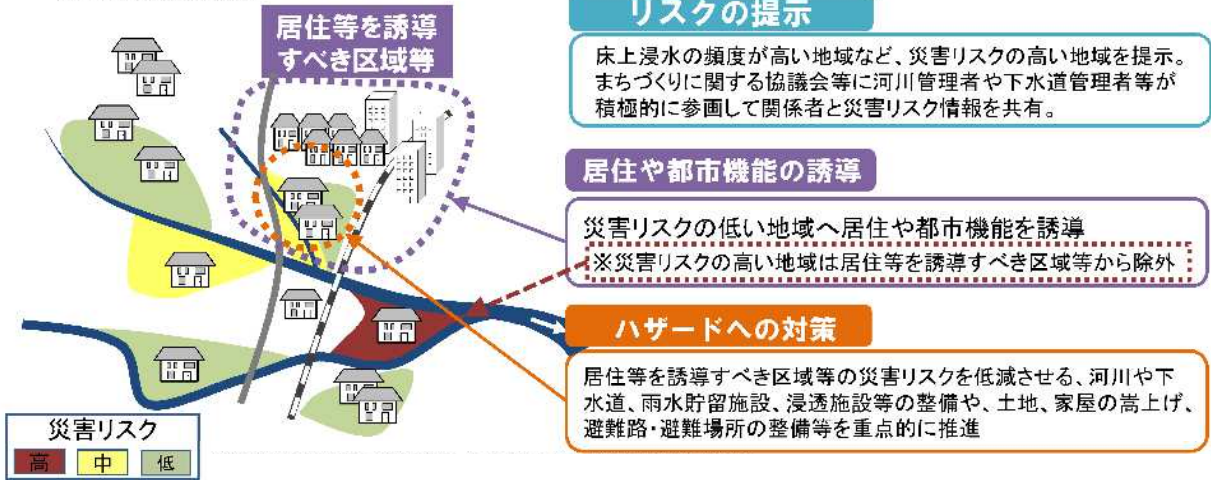 居住等を誘導
すべき区域等
リスクの提示
床上浸水の頻度が高い地域など、災害リスクの高い地域を提示。
まちづくりに関する協議会等に河川管理者や下水道管理者等が
積極的に参画して関係者と災害リスク情報を共有。
居住や都市機能の誘導
災害リスクの低い地域へ居住や都市機能を誘導
※災害リスクの高い地域は居住等を誘導すべき区域等から除外
ハザードへの対策
居住等を誘導すべき区域等の災害リスクを低減させる、河川や下
水道、雨水貯留施設、浸透施設等の整備や、土地、家屋の嵩上げ、
避難路・避難場所の整備等を重点的に推進
災害リスク
高 中 低